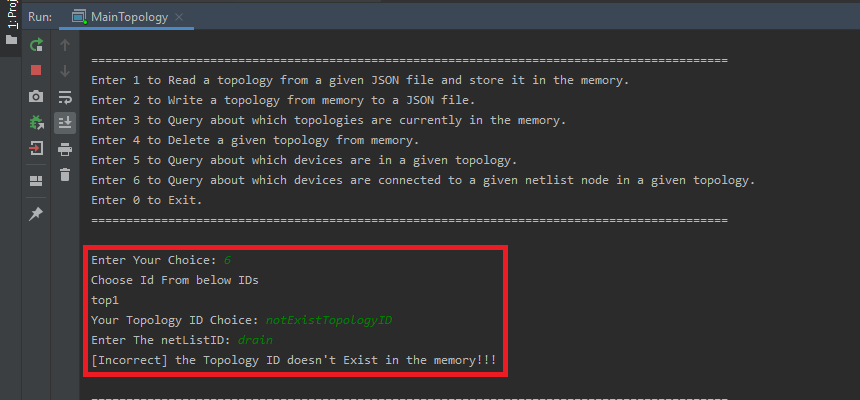 1: Proj
Run: MainTopology
===========================================================================================
Enter 1 to Read a topology from a given JSON file and store it in the memory.
Enter 2 to Write a topology from memory to a JSON file.
Enter 3 to Query about which topologies are currently in the memory.
Enter 4 to Delete a given topology from memory.
Enter 5 to Query about which devices are in a given topology.
Enter 6 to Query about which devices are connected to a given netlist node in a given topology.
Enter 0 to Exit.
===========================================================================================
Enter Your Choice: 6
Choose Id From below IDs
top1
Your Topology ID Choice: notExistTopologyID
Enter The netListID: drain
[Incorrect] the Topology ID doesn't Exist in the memory!!!
===========================================================================================